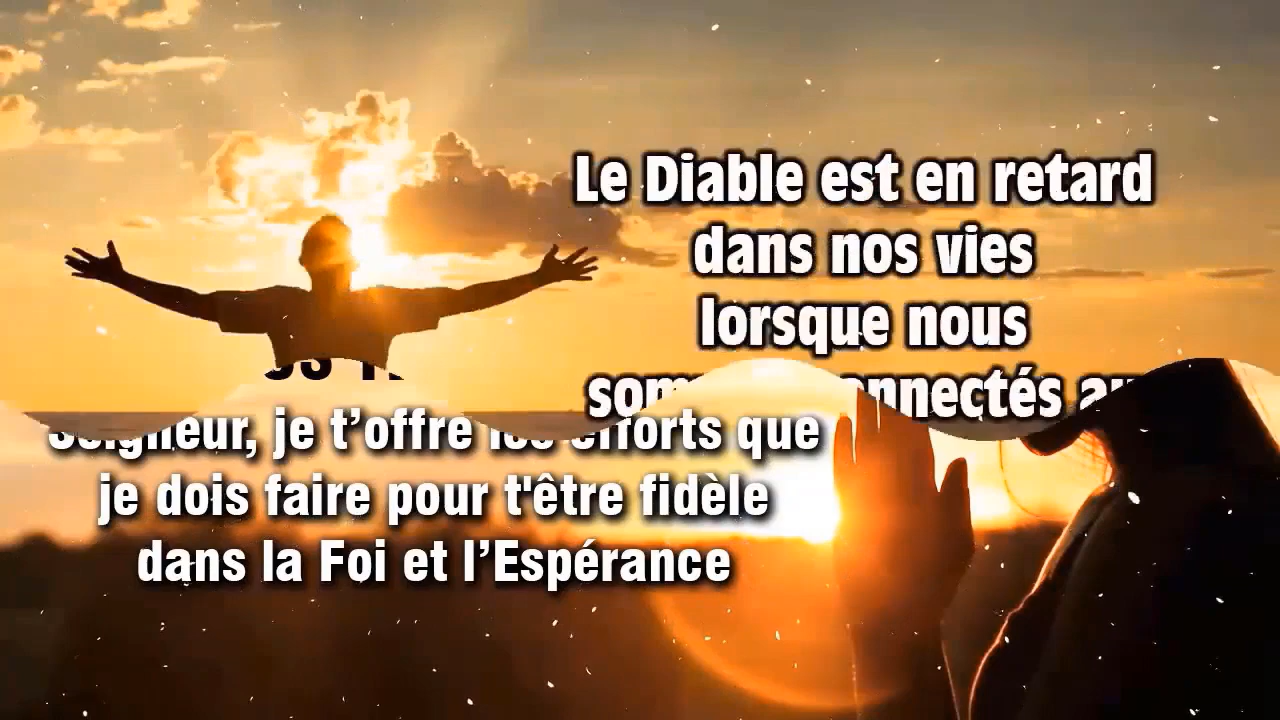 Le Diable est en retard
dans nos vies
lorsque nous
je t’offre efforts que
je dois faire pour t'être fidèle
dans la Foi et l’Espérance